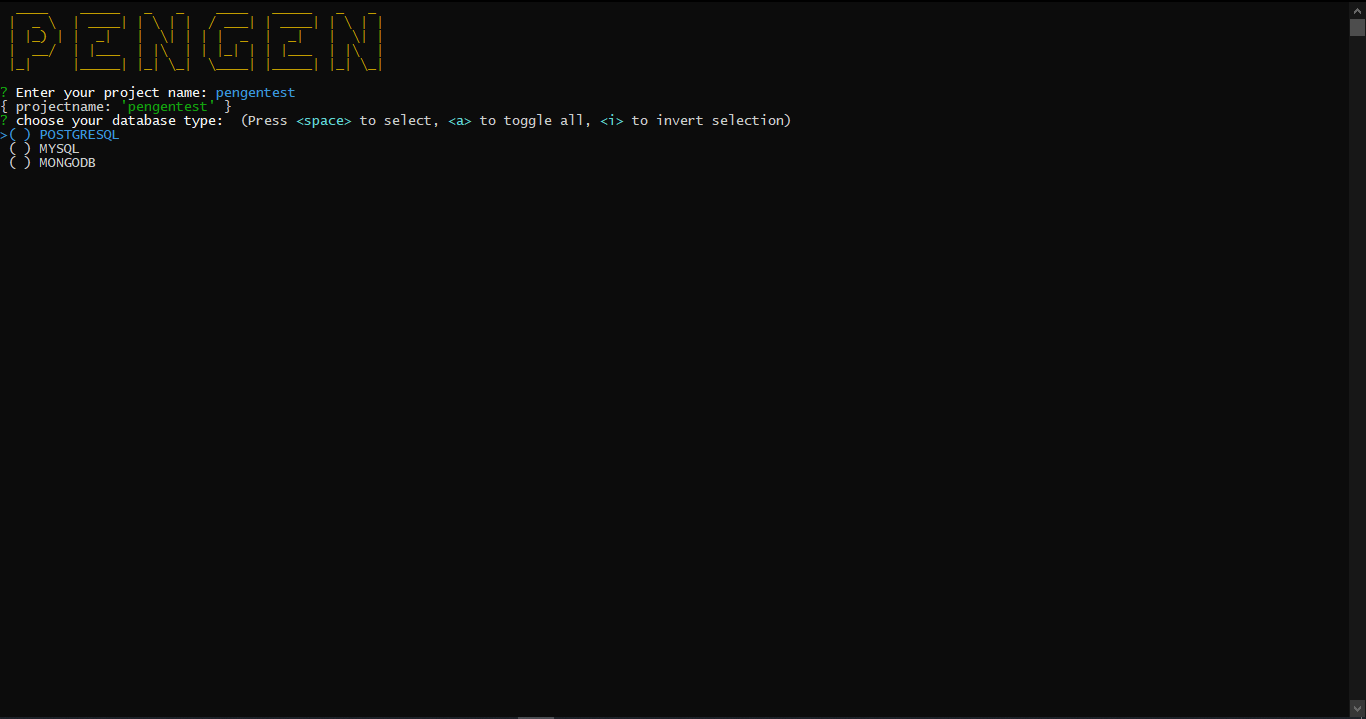 PENGEN
? Enter your project name: pengentest
{ projectname: 'pengentest' }
? choose your database type:  (Press <space> to select, <a> to toggle all, <i> to invert selection)
>( ) POSTGRESQL
 ( ) MYSQL
 ( ) MONGODB